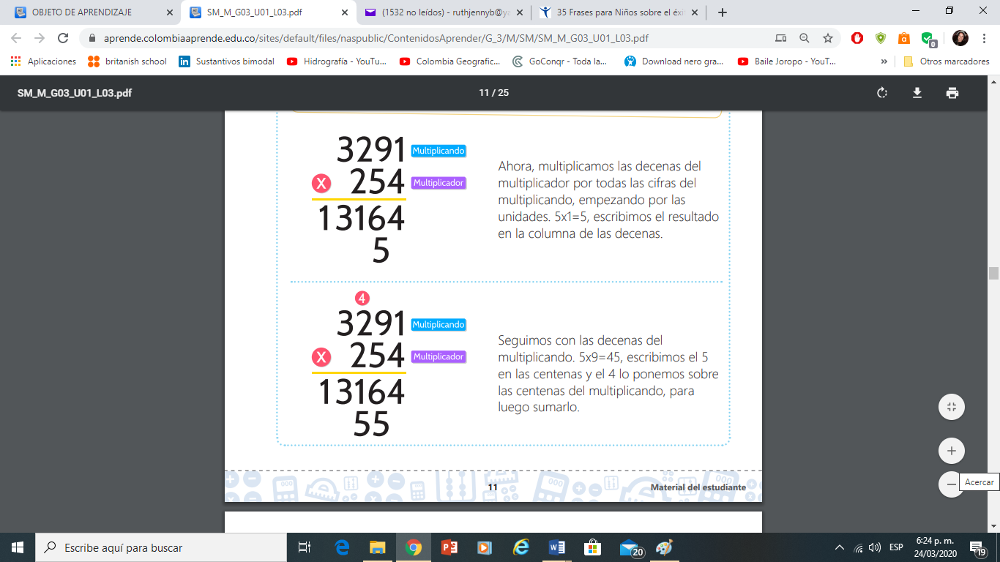 OBJETO DE APRENDIZAJE
SM_M_G03_U01_L03.pdf
(1532 no leídos) - ruthjennyb@ya
35 Frases para Niños sobre el éxi
aprende.colombiaaprende.edu.co/sites/default/files/naspublic/ContenidosAprender/G_3/M/SM/SM_M_G03_U01_L03.pdf
0
Aplicaciones
britanish school
Sustantivos bimodal
Hidrografía - YouTu...
Colombia Geografic...
GoConqr - Toda la...
Download nero gra...
Baile Joropo - YouT...
»
Otros marcadores
SM_M_G03_U01_L03.pdf
11 / 25
3291 Multiplicando
X 254 Multiplicador
13164
5
Ahora, multiplicamos las decenas del
multiplicador por todas las cifras del
multiplicando, empezando por las
unidades. 5x1=5, escribimos el resultado
en la columna de las decenas.
4
3291 Multiplicando
X 254 Multiplicador
13164
55
Seguimos con las decenas del
multiplicando. 5x9=45, escribimos el 5
en las centenas y el 4 lo ponemos sobre
las centenas del multiplicando, para
luego sumarlo.
11
Material del estudiante
Acercar
Escribe aquí para buscar
20
ESP
6:24 p. m.
24/03/2020
19